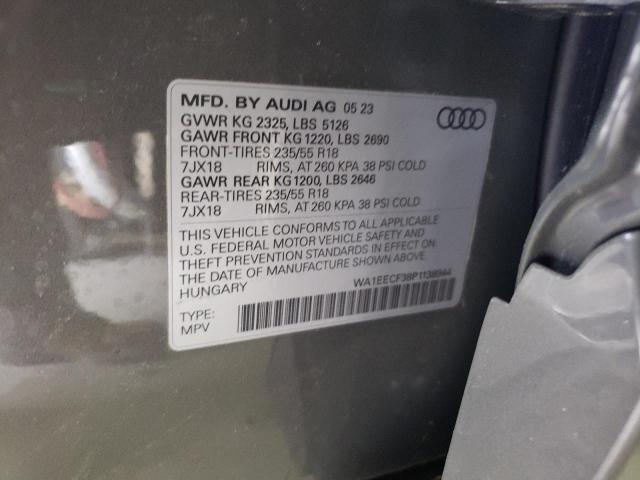 MFD. BY AUDI AG 05 23
GVWR KG 2325, LBS 5126
GAWR FRONT KG 1220, LBS 2690
FRONT-TIRES 235/55 R18
7JX18 RIMS, AT 260 KPA 38 PSI COLD
GAWR REAR KG 1200, LBS 2646
REAR-TIRES 235/55 R18
7JX18 RIMS, AT 260 KPA 38 PSI COLD
THIS VEHICLE CONFORMS TO ALL APPLICABLE
U.S. FEDERAL MOTOR VEHICLE SAFETY AND
THEFT PREVENTION STANDARDS IN EFFECT ON
THE DATE OF MANUFACTURE SHOWN ABOVE.
HUNGARY
WA1EECF38P1138944
TYPE:
MPV